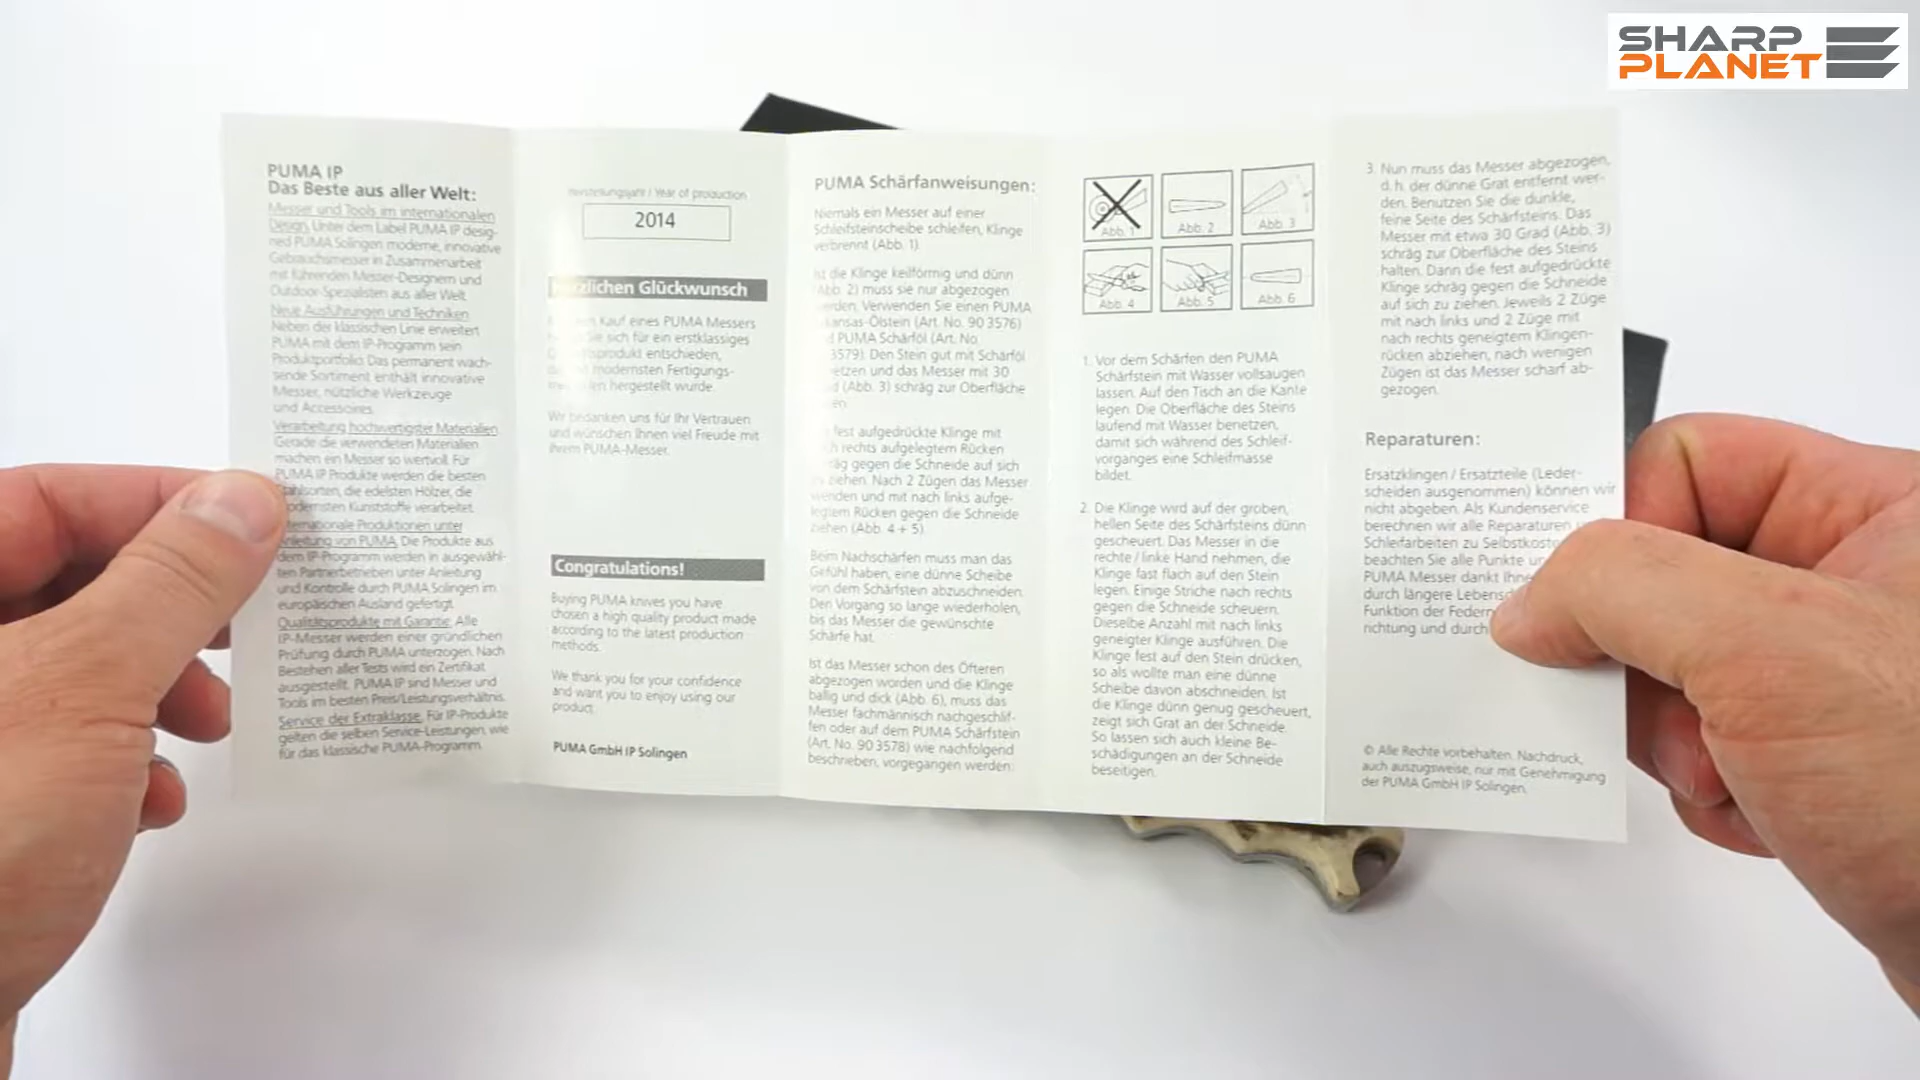 SHARP
PLANET
PUMA IP
Das Beste aus aller Welt:
Messer und Tools im internationalen
Design. Unter dem Label PUMA IP desig-
ned PUMA Solingen moderne, innovative
Gebrauchsmesser in Zusammenarbeit
mit führenden Messer-Designern und
Outdoor-Spezialisten aus aller Welt.
Neue Ausführungen und Techniken
Neben der klassischen Linie erweitert
PUMA mit dem IP-Programm sein
Produktportfolio. Das permanent wach-
sende Sortiment enthält innovative
Messer, nützliche Werkzeuge
und Accessoires.
Verarbeitung hochwertigster Materialien
Gerade die verwendeten Materialien
machen ein Messer so wertvoll. Für
PUMA IP Produkte werden die besten
Stahlsorten, die edelsten Hölzer, die
modernsten Kunststoffe verarbeitet.
Internationale Produktionen unter
Anleitung von PUMA. Die Produkte aus
dem IP-Programm werden in ausgewähl-
ten Partnerbetrieben unter Anleitung
und Kontrolle durch PUMA Solingen im
europäischen Ausland gefertigt.
Qualitätsprodukte mit Garantie. Alle
IP-Messer werden einer gründlichen
Prüfung durch PUMA unterzogen. Nach
Bestehen aller Tests wird ein Zertifikat
ausgestellt. PUMA IP sind Messer und
Tools im besten Preis/Leistungsverhältnis.
Service der Extraklasse. Für IP-Produkte
gelten die selben Service-Leistungen, wie
für das klassische PUMA-Programm.
Herstellungsjahr / Year of production
2014
Herzlichen Glückwunsch
Kauf eines PUMA Messers
Sie sich für ein erstklassiges
entschieden,
modernsten Fertigungs-
hergestellt wurde.
Wir bedanken uns für Ihr Vertrauen
und wünschen Ihnen viel Freude mit
Ihrem PUMA-Messer.
Congratulations!
Buying PUMA knives you have
chosen a high quality product made
according to the latest production
methods.
We thank you for your confidence
and want you to enjoy using our
product.
PUMA GmbH IP Solingen
PUMA Schärfanweisungen:
Niemals ein Messer auf einer
Schleifsteinscheibe schleifen, Klinge
verbrennt (Abb. 1).
Ist die Klinge keilförmig und dünn
(Abb. 2) muss sie nur abgezogen
werden. Verwenden Sie einen PUMA
Arkansas-Ölstein (Art. No. 90 3576)
PUMA Schärföl (Art. No.
3579). Den Stein gut mit Schärföl
und das Messer mit 30
(Abb. 3) schräg zur Oberfläche
fest aufgedrückte Klinge mit
rechts aufgelegtem Rücken
gegen die Schneide auf sich
ziehen. Nach 2 Zügen das Messer
wenden und mit nach links aufge-
legtem Rücken gegen die Schneide
ziehen (Abb. 4 + 5).
Beim Nachschärfen muss man das
Gefühl haben, eine dünne Scheibe
von dem Schärfstein abzuschneiden.
Den Vorgang so lange wiederholen,
bis das Messer die gewünschte
Schärfe hat.
Ist das Messer schon des Öfteren
abgezogen worden und die Klinge
ballig und dick (Abb. 6), muss das
Messer fachmännisch nachgeschlif-
fen oder auf dem PUMA Schärfstein
(Art. No. 90 3578) wie nachfolgend
beschrieben, vorgegangen werden:
Abb. 1
Abb. 2
Abb. 3
Abb. 4
Abb. 5
Abb. 6
1. Vor dem Schärfen den PUMA
Schärfstein mit Wasser vollsaugen
lassen. Auf den Tisch an die Kante
legen. Die Oberfläche des Steins
laufend mit Wasser benetzen,
damit sich während des Schleif-
vorganges eine Schleifmasse
bildet.
2. Die Klinge wird auf der groben,
hellen Seite des Schärfsteins dünn
gescheuert. Das Messer in die
rechte / linke Hand nehmen, die
Klinge fast flach auf den Stein
legen. Einige Striche nach rechts
gegen die Schneide scheuern.
Dieselbe Anzahl mit nach links
geneigter Klinge ausführen. Die
Klinge fest auf den Stein drücken,
so als wollte man eine dünne
Scheibe davon abschneiden. Ist
die Klinge dünn genug gescheuert,
zeigt sich Grat an der Schneide.
So lassen sich auch kleine Be-
schädigungen an der Schneide
beseitigen.
3. Nun muss das Messer abgezogen,
d. h. der dünne Grat entfernt wer-
den. Benutzen Sie die dunkle,
feine Seite des Schärfsteins. Das
Messer mit etwa 30 Grad (Abb. 3)
schräg zur Oberfläche des Steins
halten. Dann die fest aufgedrückte
Klinge schräg gegen die Schneide
auf sich zu ziehen. Jeweils 2 Züge
mit nach links und 2 Züge mit
nach rechts geneigtem Klingen-
rücken abziehen, nach wenigen
Zügen ist das Messer scharf ab-
gezogen.
Reparaturen:
Ersatzklingen / Ersatzteile (Leder-
scheiden ausgenommen) können wir
nicht abgeben. Als Kundenservice
berechnen wir alle Reparaturen
Schleifarbeiten zu
beachten Sie alle Punkte
PUMA Messer dankt
durch längere
Funktion der
richtung und durch
© Alle Rechte vorbehalten. Nachdruck,
auch auszugsweise, nur mit Genehmigung
der PUMA GmbH IP Solingen.